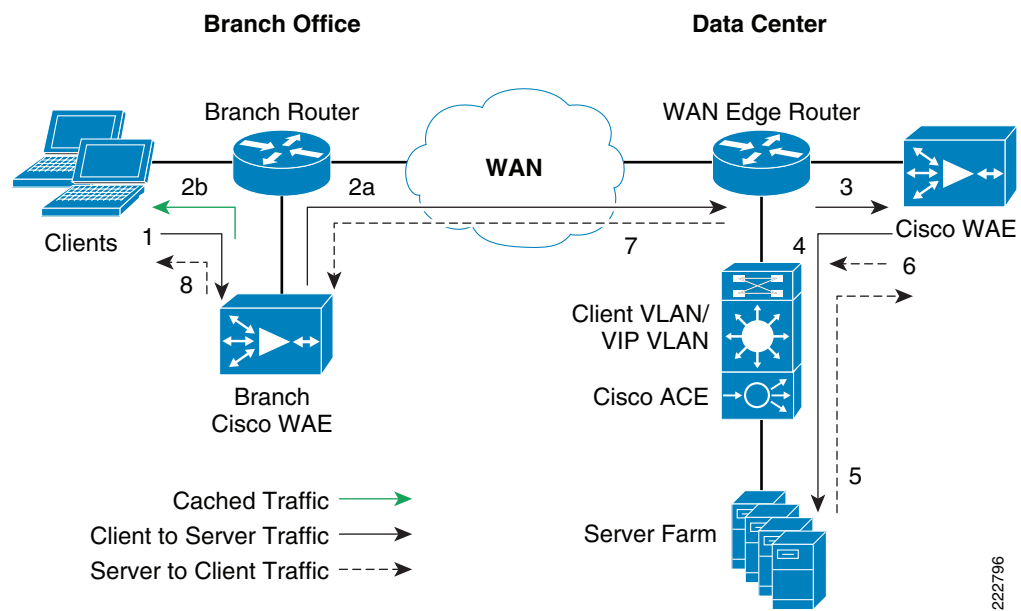 Branch Office
Data Center
Branch Router
WAN Edge Router
WAN
2b
2a
3
Clients
1
7
4
Cisco WAE
6
8
Client VLAN/
VIP VLAN
Branch
Cisco WAE
Cisco ACE
5
Cached Traffic
Client to Server Traffic
Server to Client Traffic
Server Farm
222796